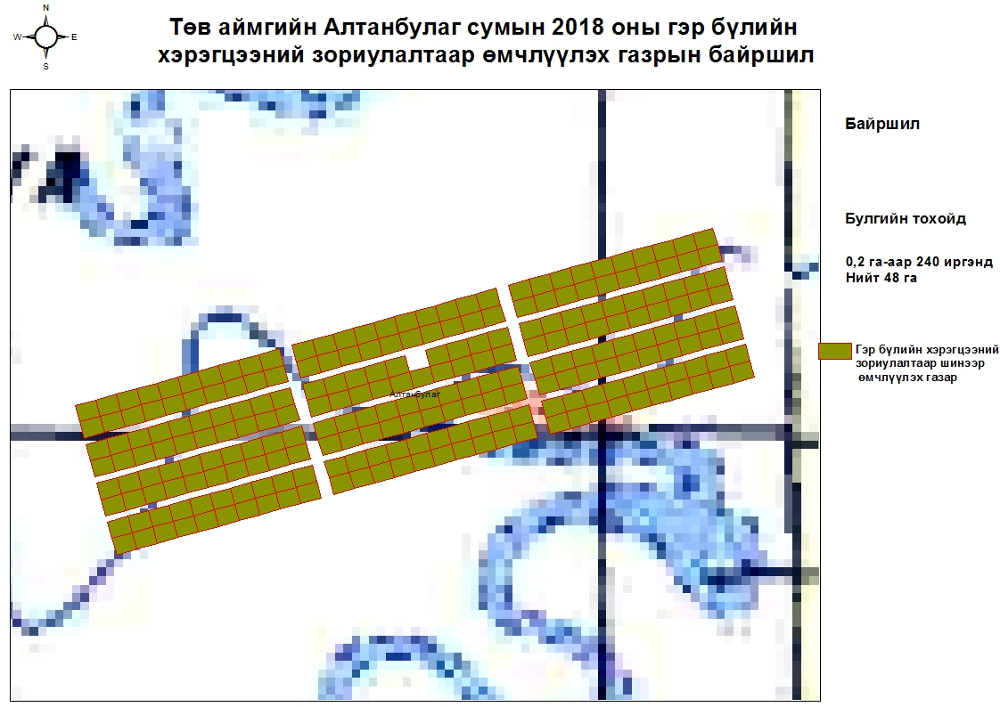 N
W E
S
Төв аймгийн Алтанбулаг сумын 2018 оны гэр бүлийн
хэрэгцээний зориулалтаар өмчлүүлэх газрын байршил
Байршил
Булгийн тохойд
0,2 га-аар 240 иргэнд
Нийт 48 га
Гэр бүлийн хэрэгцээний
зориулалтаар шинээр
өмчлүүлэх газар
Алтанбулаг